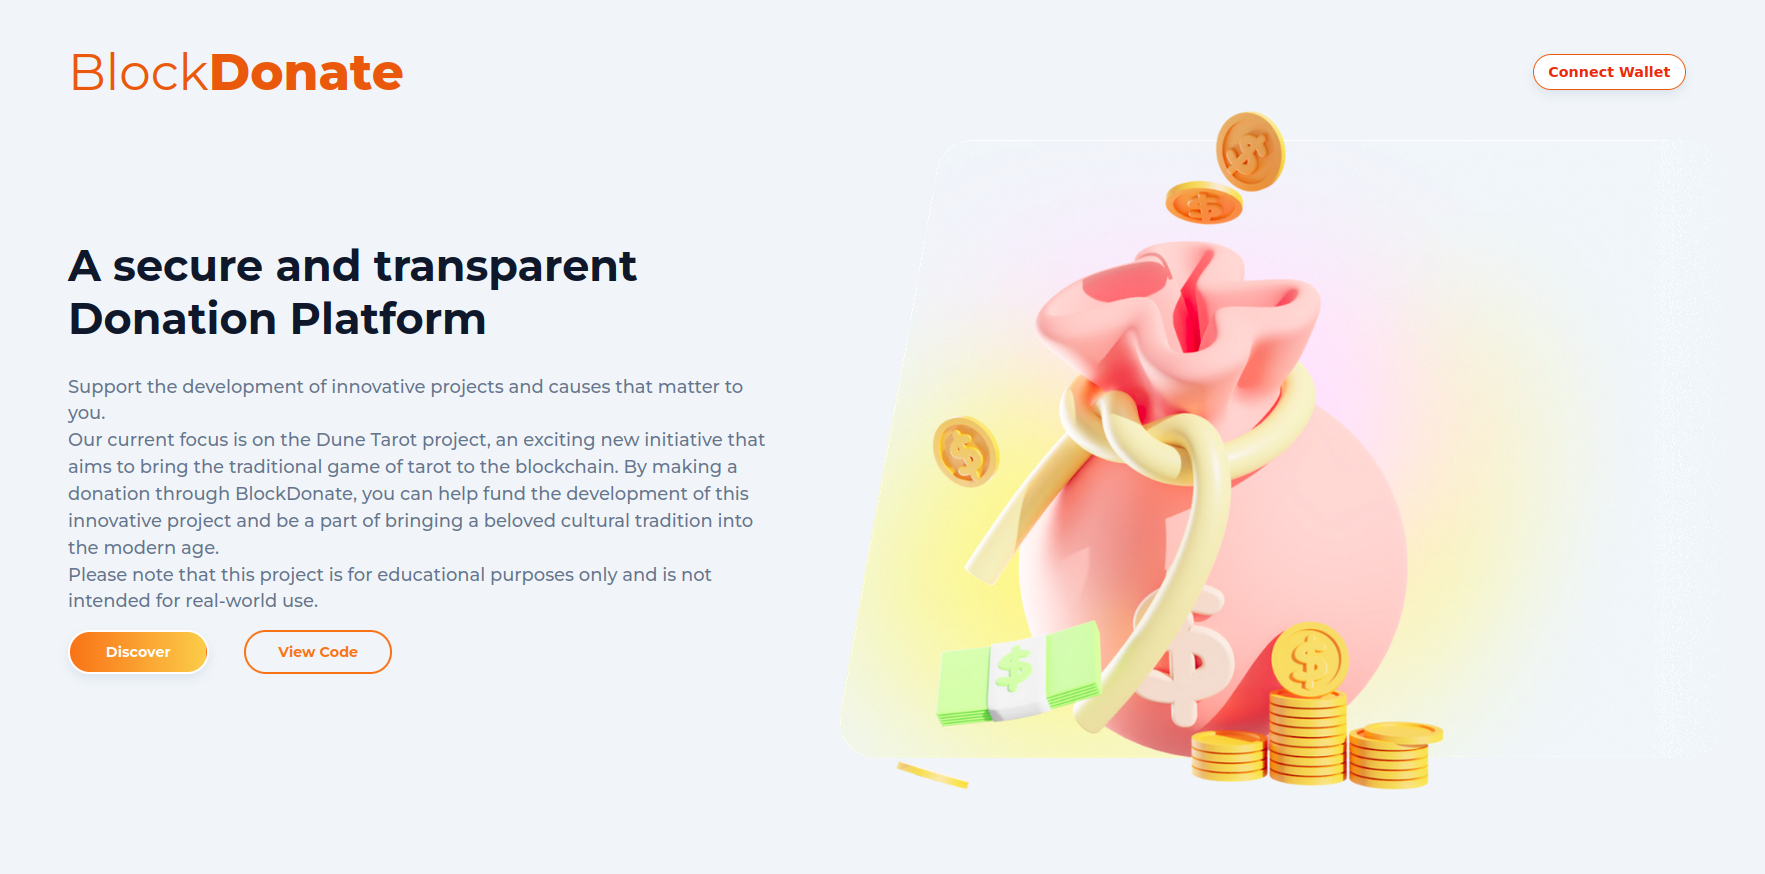 BlockDonate
Connect Wallet
A secure and transparent
Donation Platform
Support the development of innovative projects and causes that matter to
you.
Our current focus is on the Dune Tarot project, an exciting new initiative that
aims to bring the traditional game of tarot to the blockchain. By making a
donation through BlockDonate, you can help fund the development of this
innovative project and be a part of bringing a beloved cultural tradition into
the modern age.
Please note that this project is for educational purposes only and is not
intended for real-world use.
Discover
View Code